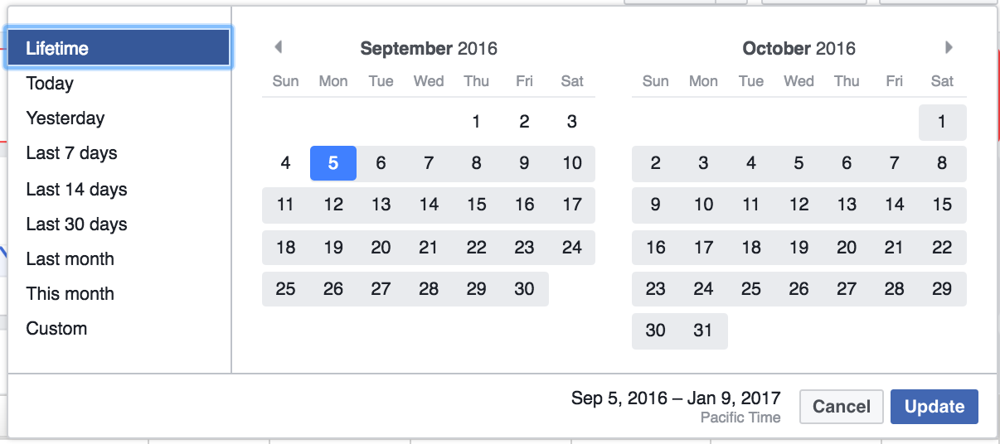 Lifetime
Today
Yesterday
Last 7 days
Last 14 days
Last 30 days
Last month
This month
Custom
September 2016
Sun Mon Tue Wed Thu Fri Sat
1 2 3
4 5 6 7 8 9 10
11 12 13 14 15 16 17
18 19 20 21 22 23 24
25 26 27 28 29 30
October 2016
Sun Mon Tue Wed Thu Fri Sat
1
2 3 4 5 6 7 8
9 10 11 12 13 14 15
16 17 18 19 20 21 22
23 24 25 26 27 28 29
30 31
Sep 5, 2016 – Jan 9, 2017
Pacific Time
Cancel Update